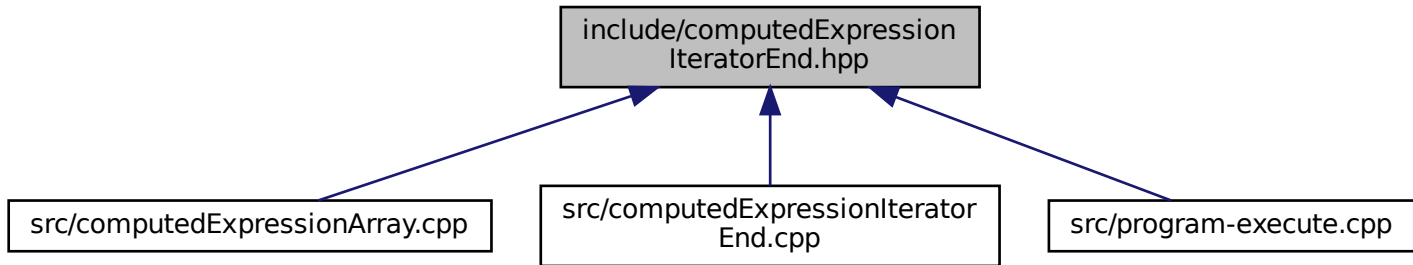 include/computedExpression
IteratorEnd.hpp
src/computedExpressionArray.cpp
src/computedExpressionIterator
End.cpp
src/program-execute.cpp